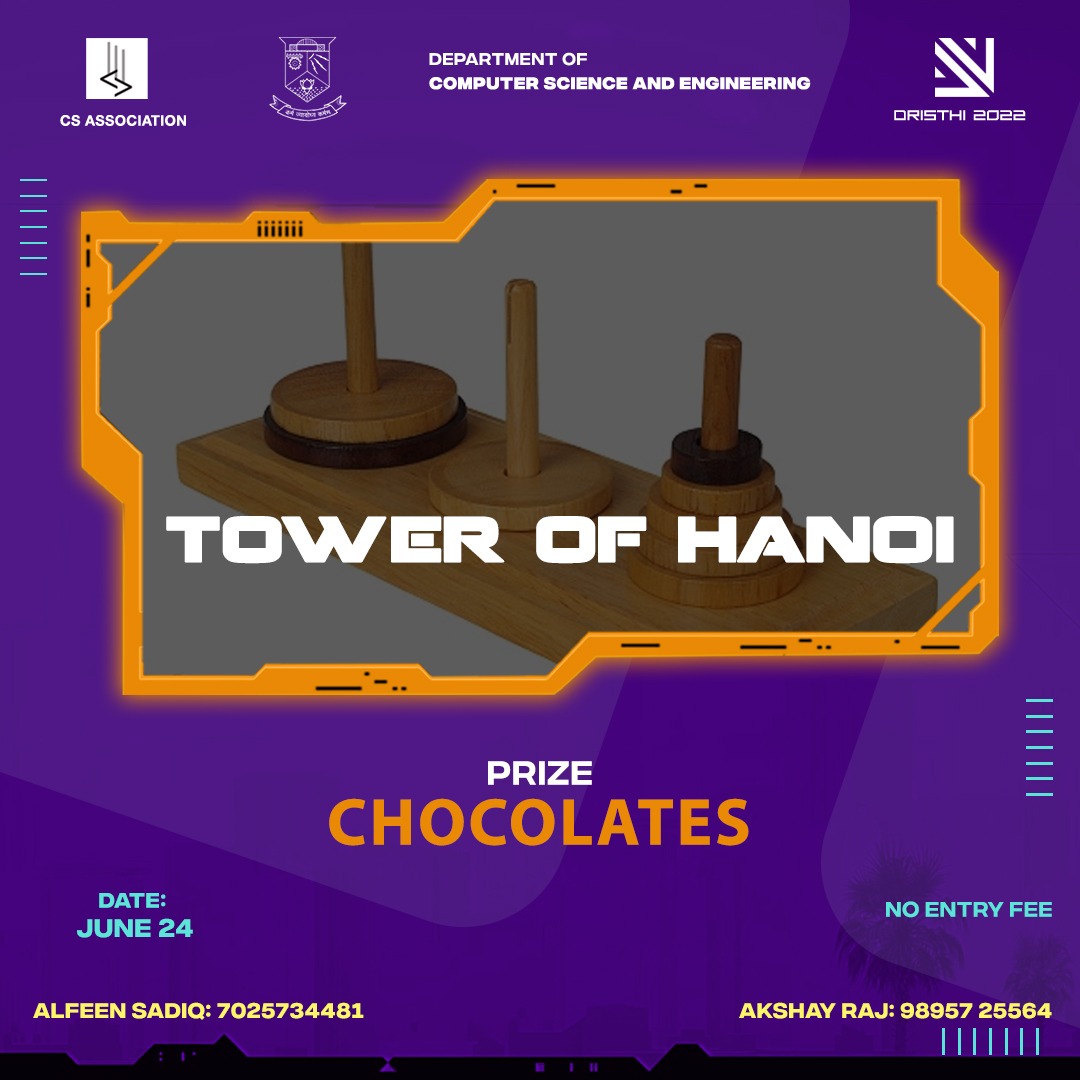 CS ASSOCIATION
DEPARTMENT OF
COMPUTER SCIENCE AND ENGINEERING
DRISTHI 2022
TOWER OF HANOI
PRIZE
CHOCOLATES
DATE:
JUNE 24
NO ENTRY FEE
ALFEEN SADIQ: 7025734481
AKSHAY RAJ: 98957 25564